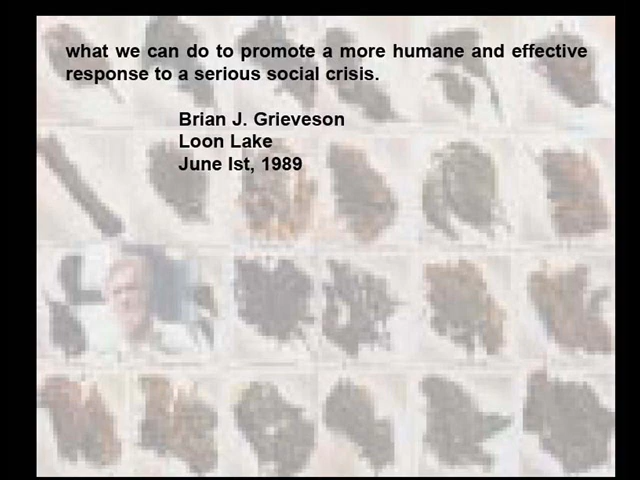 what we can do to promote a more humane and effective
response to a serious social crisis.
Brian J. Grieveson
Loon Lake
June Ist, 1989